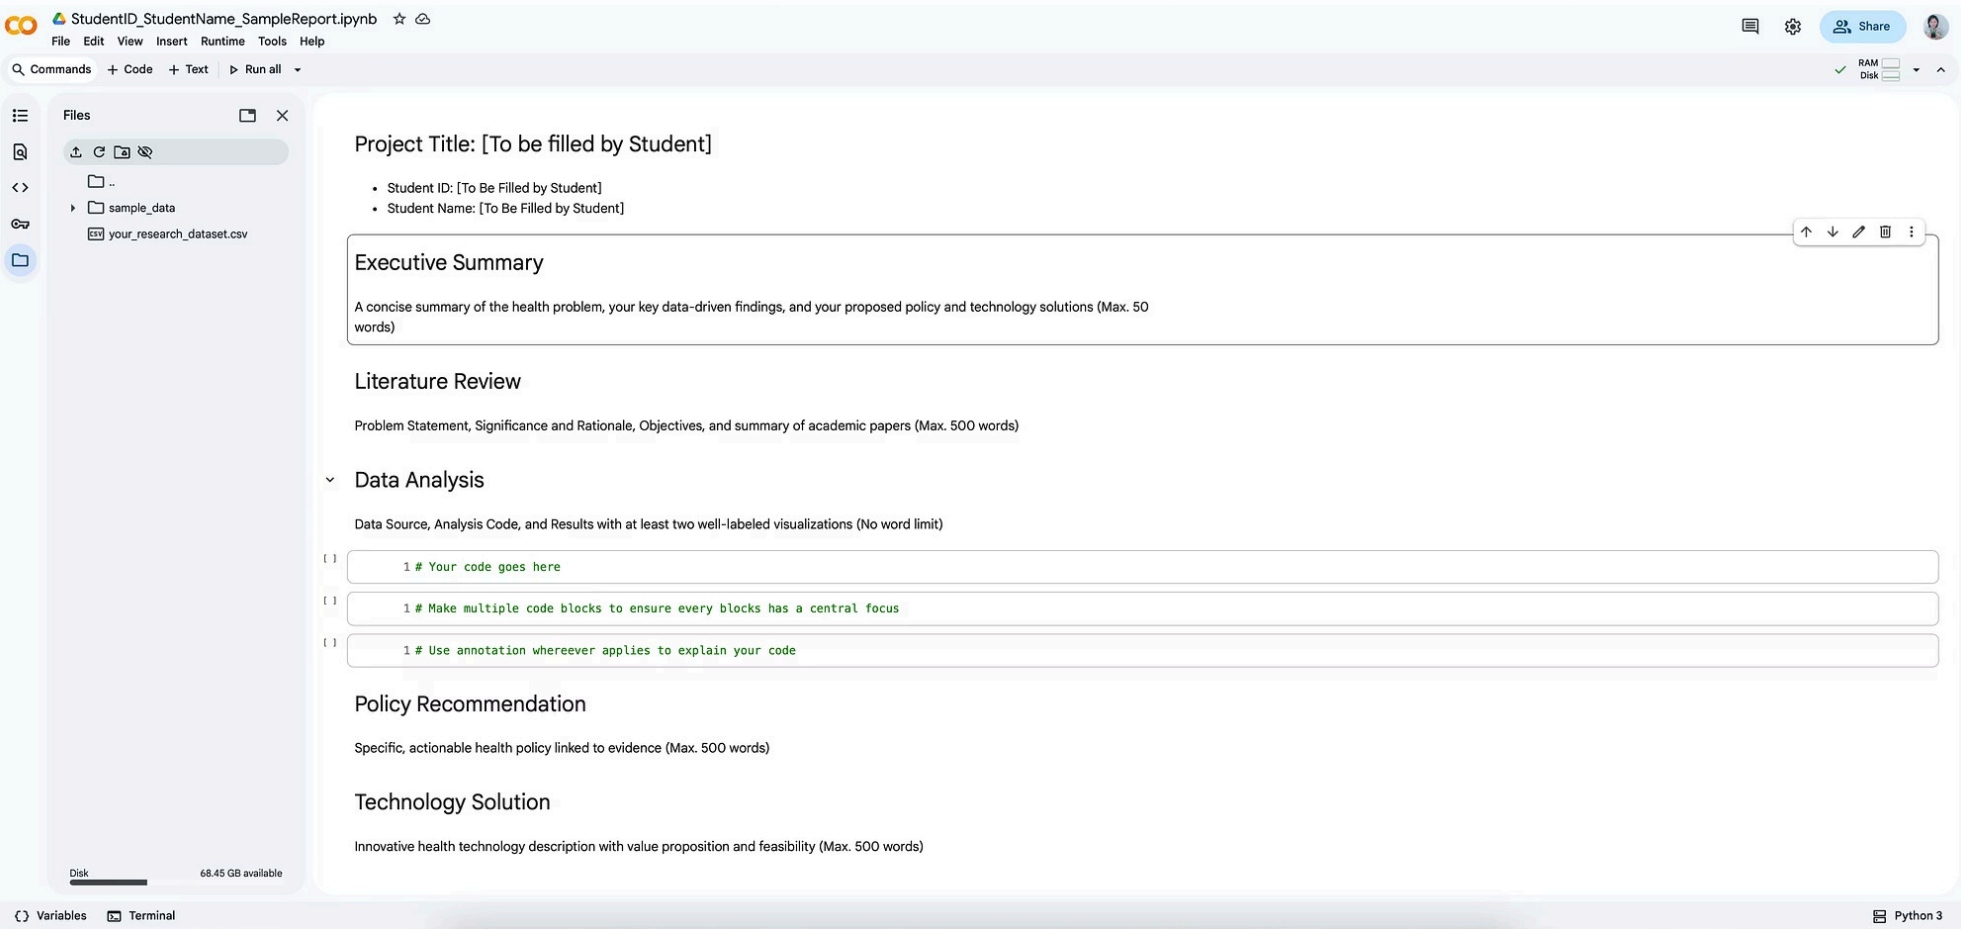 StudentID_StudentName_SampleReport.ipynb
File Edit View Insert Runtime Tools Help
Share
Commands + Code + Text Run all
RAM
Disk
Files
..
sample_data
CSV your_research_dataset.csv
Disk 68.45 GB available
Project Title: [To be filled by Student]
• Student ID: [To Be Filled by Student]
• Student Name: [To Be Filled by Student]
Executive Summary
A concise summary of the health problem, your key data-driven findings, and your proposed policy and technology solutions (Max. 50
words)
Literature Review
Problem Statement, Significance and Rationale, Objectives, and summary of academic papers (Max. 500 words)
Data Analysis
Data Source, Analysis Code, and Results with at least two well-labeled visualizations (No word limit)
[ ] 1 # Your code goes here
[ ] 1 # Make multiple code blocks to ensure every blocks has a central focus
[ ] 1 # Use annotation whereever applies to explain your code
Policy Recommendation
Specific, actionable health policy linked to evidence (Max. 500 words)
Technology Solution
Innovative health technology description with value proposition and feasibility (Max. 500 words)
{} Variables Terminal
Python 3